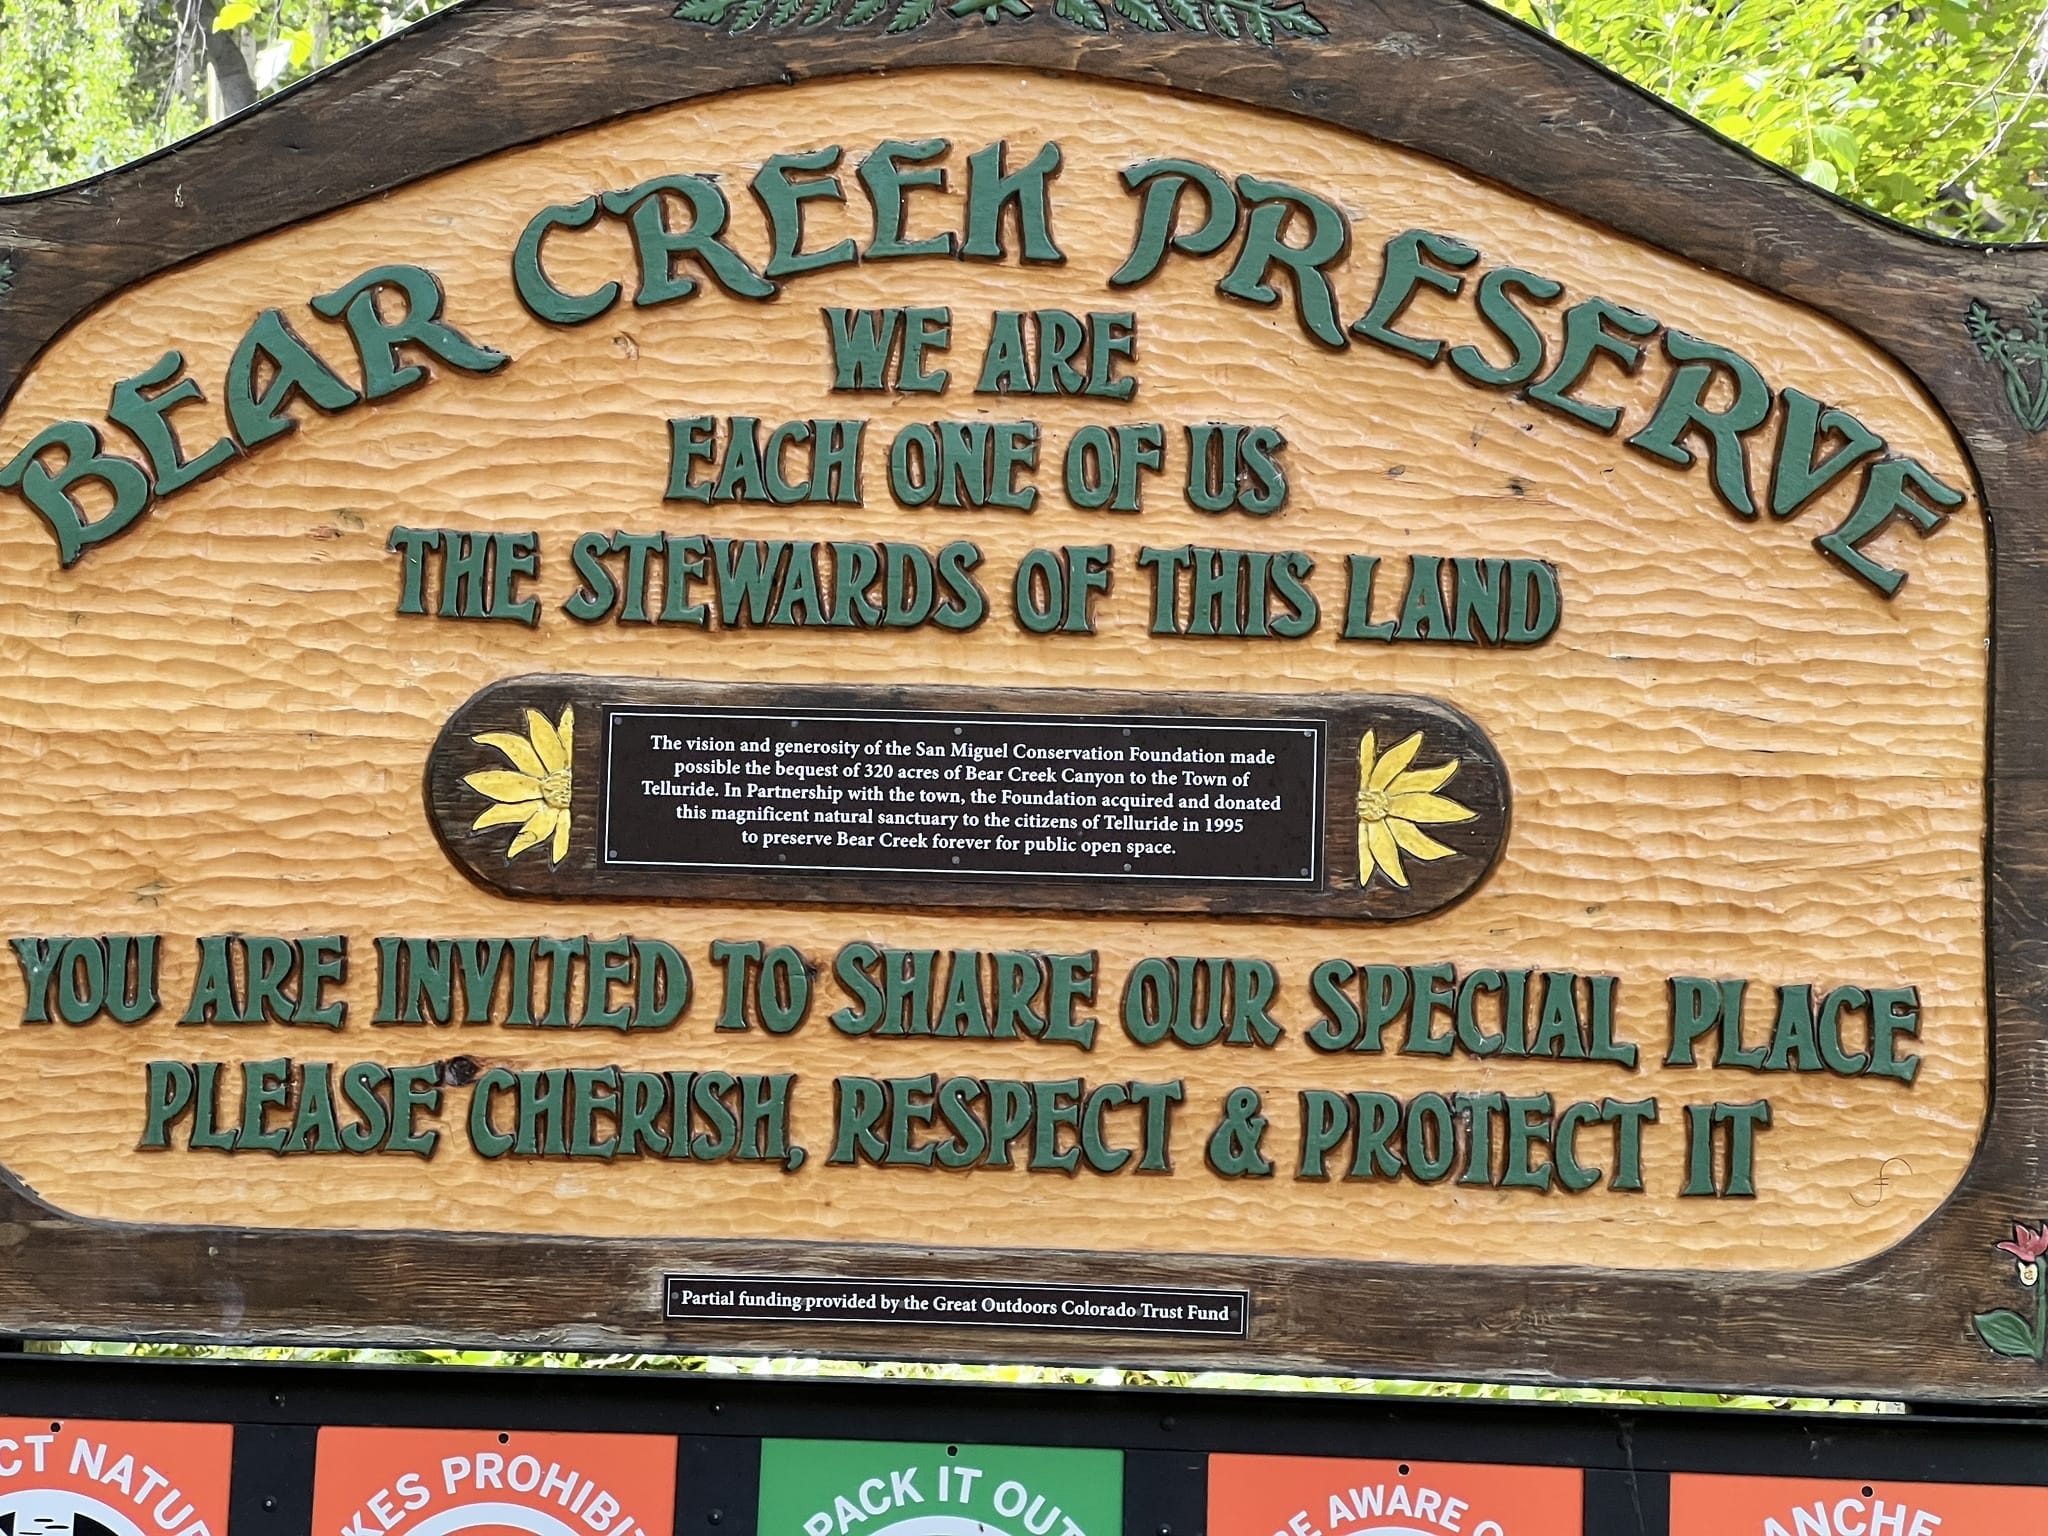 BEAR CREEK PRESERVE
WE ARE
EACH ONE OF US
THE STEWARDS OF THIS LAND
The vision and generosity of the San Miguel Conservation Foundation made
possible the bequest of 320 acres of Bear Creek Canyon to the Town of
Telluride. In Partnership with the town, the Foundation acquired and donated
this magnificent natural sanctuary to the citizens of Telluride in 1995
to preserve Bear Creek forever for public open space.
YOU ARE INVITED TO SHARE OUR SPECIAL PLACE
PLEASE CHERISH, RESPECT & PROTECT IT
Partial funding provided by the Great Outdoors Colorado Trust Fund
PACK IT OUT
AWARE